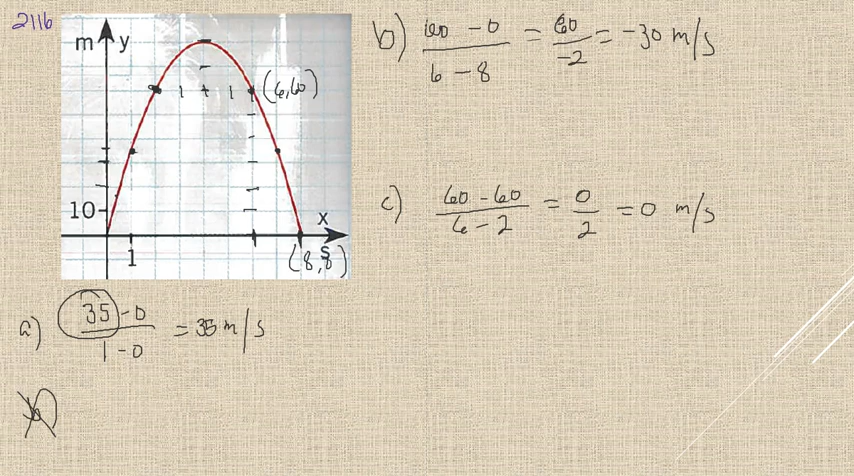 2116
m y
(6,60)
10
x
s
1
(8,8)
a) 35 - 0
1 - 0
= 35 m/s
b) 60 - 0
6 - 8
= 60
-2
= -30 m/s
c) 60 - 60
6 - 2
= 0
2
= 0 m/s